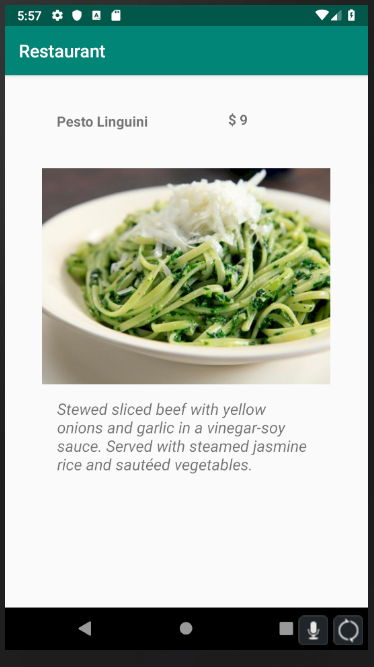 5:57
Restaurant
Pesto Linguini
$ 9
Stewed sliced beef with yellow
onions and garlic in a vinegar-soy
sauce. Served with steamed jasmine
rice and sautéed vegetables.